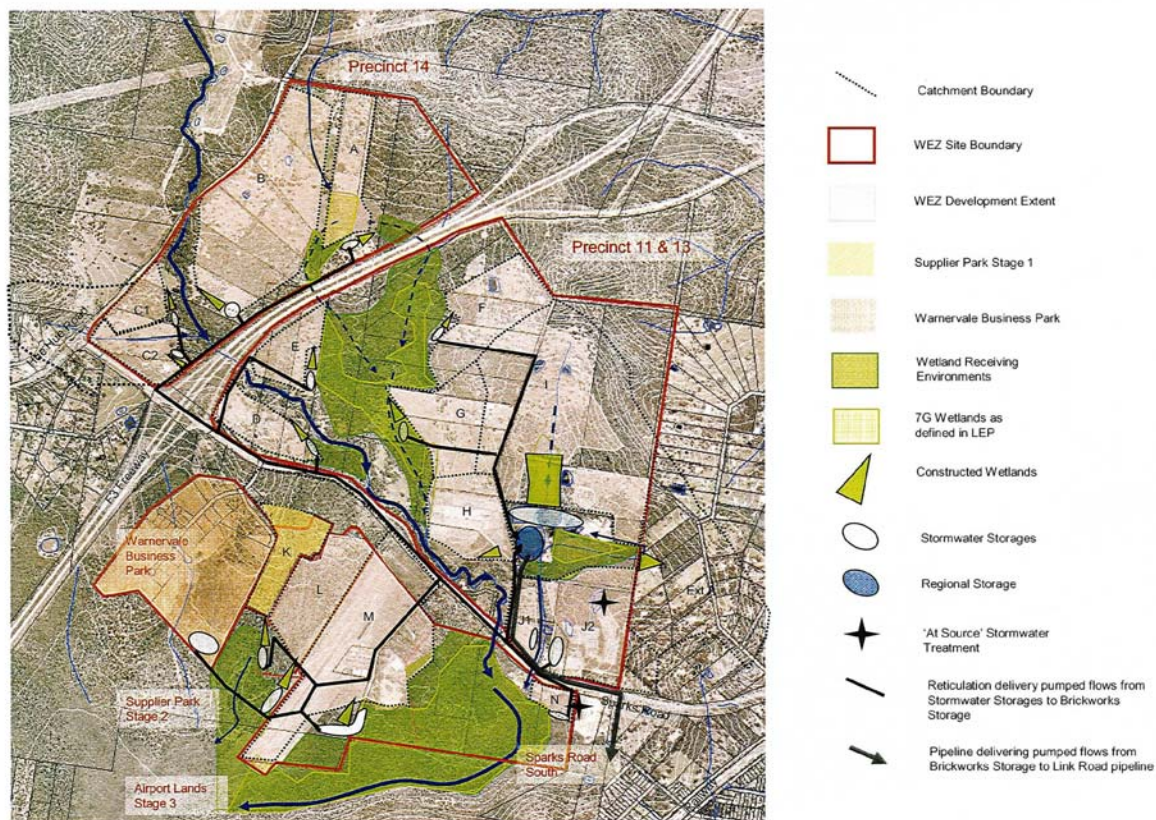 Precinct 14
A
B
Precinct 11 & 13
F
C1
C2
E
I
G
D
F3 Freeway
H
Warnervale
Business
Park
K
L
M
J1
J2
Ext
N
Sparks Road
Supplier Park
Stage 2
Sparks Road
South
Airport Lands
Stage 3
Catchment Boundary
WEZ Site Boundary
WEZ Development Extent
Supplier Park Stage 1
Warnervale Business Park
Wetland Receiving
Environments
7G Wetlands as
defined in LEP
Constructed Wetlands
Stormwater Storages
Regional Storage
'At Source' Stormwater
Treatment
Reticulation delivery pumped flows from
Stormwater Storages to Brickworks
Storage
Pipeline delivering pumped flows from
Brickworks Storage to Link Road pipeline